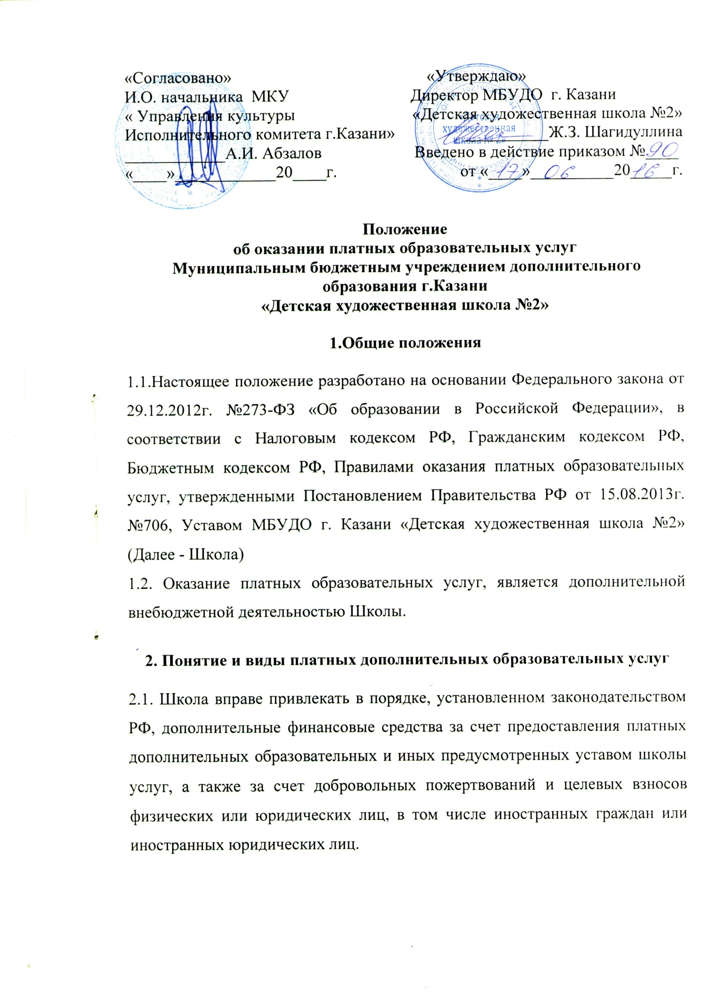 «Согласовано»
И.О. начальника МКУ
« Управления культуры
Исполнительного комитета г.Казани»
____________А.И. Абзалов
«____» ____________20____г.
«Утверждаю»
Директор МБУДО г. Казани
«Детская художественная школа №2»
____________Ж.З. Шагидуллина
Введено в действие приказом №90
от «17» 06 2016 г.
художественная
школа №2»
Положение
об оказании платных образовательных услуг
Муниципальным бюджетным учреждением дополнительного
образования г.Казани
«Детская художественная школа №2»
1.Общие положения
1.1.Настоящее положение разработано на основании Федерального закона от
29.12.2012г. №273-ФЗ «Об образовании в Российской Федерации», в
соответствии с Налоговым кодексом РФ, Гражданским кодексом РФ,
Бюджетным кодексом РФ, Правилами оказания платных образовательных
услуг, утвержденными Постановлением Правительства РФ от 15.08.2013г.
№706, Уставом МБУДО г. Казани «Детская художественная школа №2»
(Далее - Школа)
1.2. Оказание платных образовательных услуг, является дополнительной
внебюджетной деятельностью Школы.
2. Понятие и виды платных дополнительных образовательных услуг
2.1. Школа вправе привлекать в порядке, установленном законодательством
РФ, дополнительные финансовые средства за счет предоставления платных
дополнительных образовательных и иных предусмотренных уставом школы
услуг, а также за счет добровольных пожертвований и целевых взносов
физических или юридических лиц, в том числе иностранных граждан или
иностранных юридических лиц.